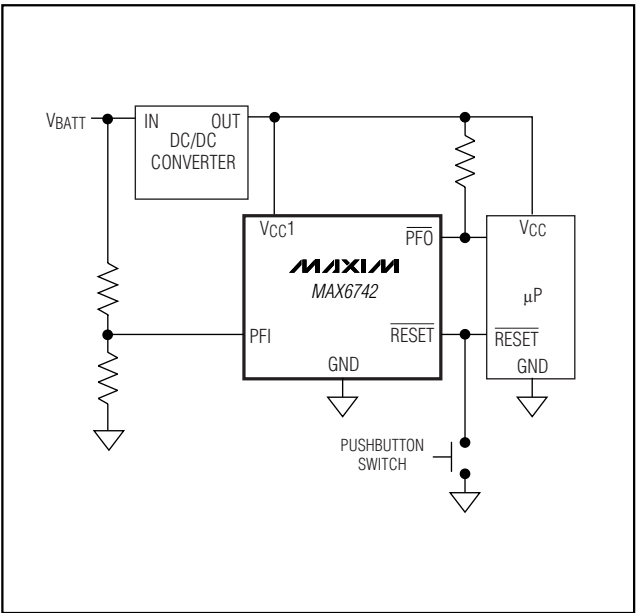 VBATT
IN OUT
DC/DC
CONVERTER
VCC1
PFO
VCC
MAXIM
MAX6742
µP
PFI
RESET
RESET
GND
GND
PUSHBUTTON
SWITCH